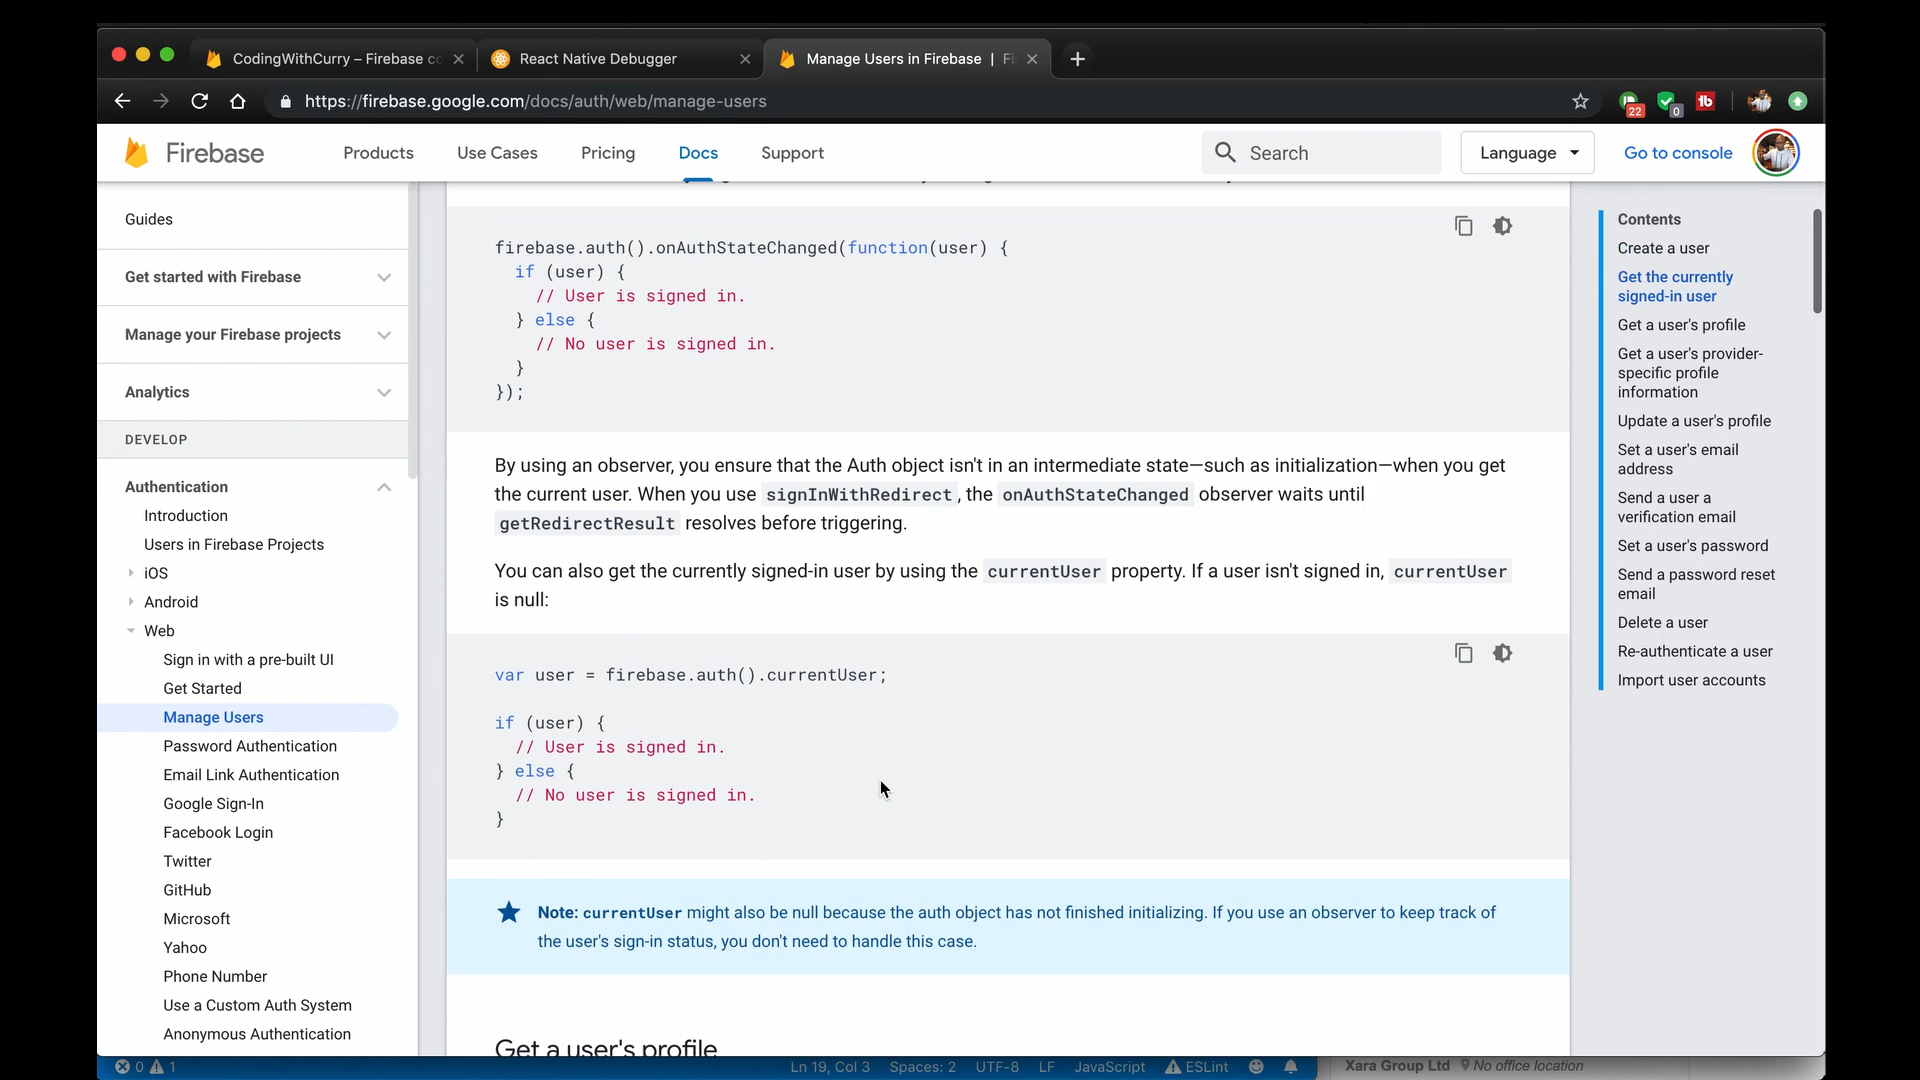 CodingWithCurry – Firebase co
React Native Debugger
Manage Users in Firebase | Fi
https://firebase.google.com/docs/auth/web/manage-users
22
0
tb
Firebase
Products
Use Cases
Pricing
Docs
Support
Search
Language
Go to console
Guides
Get started with Firebase
Manage your Firebase projects
Analytics
DEVELOP
Authentication
Introduction
Users in Firebase Projects
iOS
Android
Web
Sign in with a pre-built UI
Get Started
Manage Users
Password Authentication
Email Link Authentication
Google Sign-In
Facebook Login
Twitter
GitHub
Microsoft
Yahoo
Phone Number
Use a Custom Auth System
Anonymous Authentication
firebase.auth().onAuthStateChanged(function(user) {
if (user) {
// User is signed in.
} else {
// No user is signed in.
}
});
By using an observer, you ensure that the Auth object isn't in an intermediate state—such as initialization—when you get
the current user. When you use signInWithRedirect, the onAuthStateChanged observer waits until
getRedirectResult resolves before triggering.
You can also get the currently signed-in user by using the currentUser property. If a user isn't signed in, currentUser
is null:
var user = firebase.auth().currentUser;
if (user) {
// User is signed in.
} else {
// No user is signed in.
}
Note: currentUser might also be null because the auth object has not finished initializing. If you use an observer to keep track of
the user's sign-in status, you don't need to handle this case.
Get a user's profile
Contents
Create a user
Get the currently
signed-in user
Get a user's profile
Get a user's provider-
specific profile
information
Update a user's profile
Set a user's email
address
Send a user a
verification email
Set a user's password
Send a password reset
email
Delete a user
Re-authenticate a user
Import user accounts
0 1
Ln 19, Col 3
Spaces: 2
UTF-8
LF
JavaScript
ESLint
Xara Group Ltd
No office location